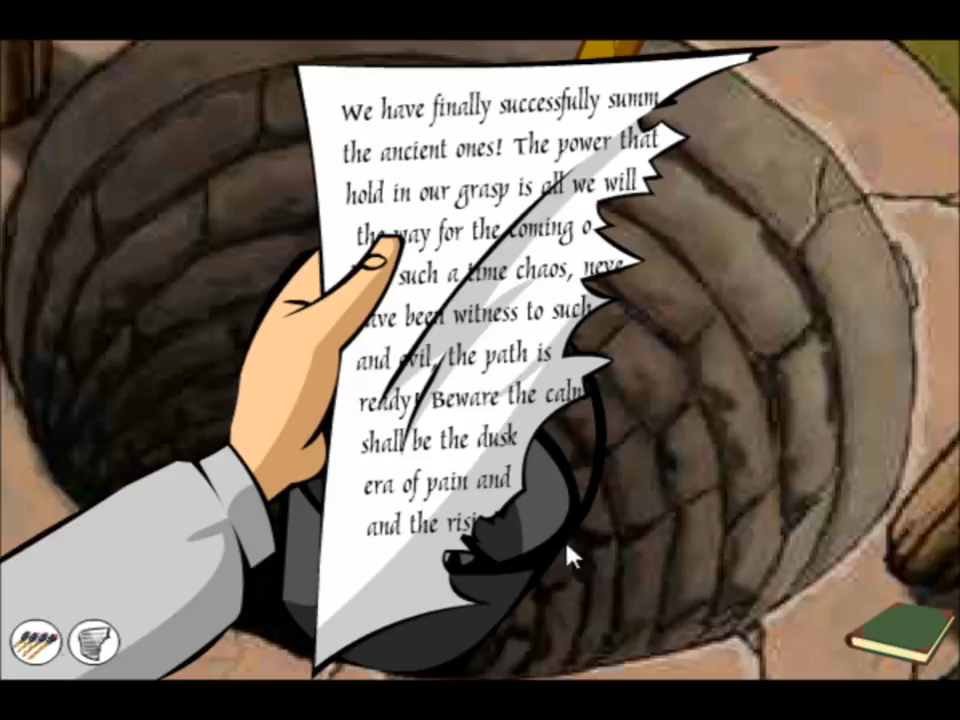 We have finally successfully summ
the ancient ones! The power that
hold in our grasp is all we will
the way for the coming o
such a time chaos, neve
ave been witness to such
and evil, the path is
ready! Beware the calm
shall be the dusk
era of pain and
and the risi